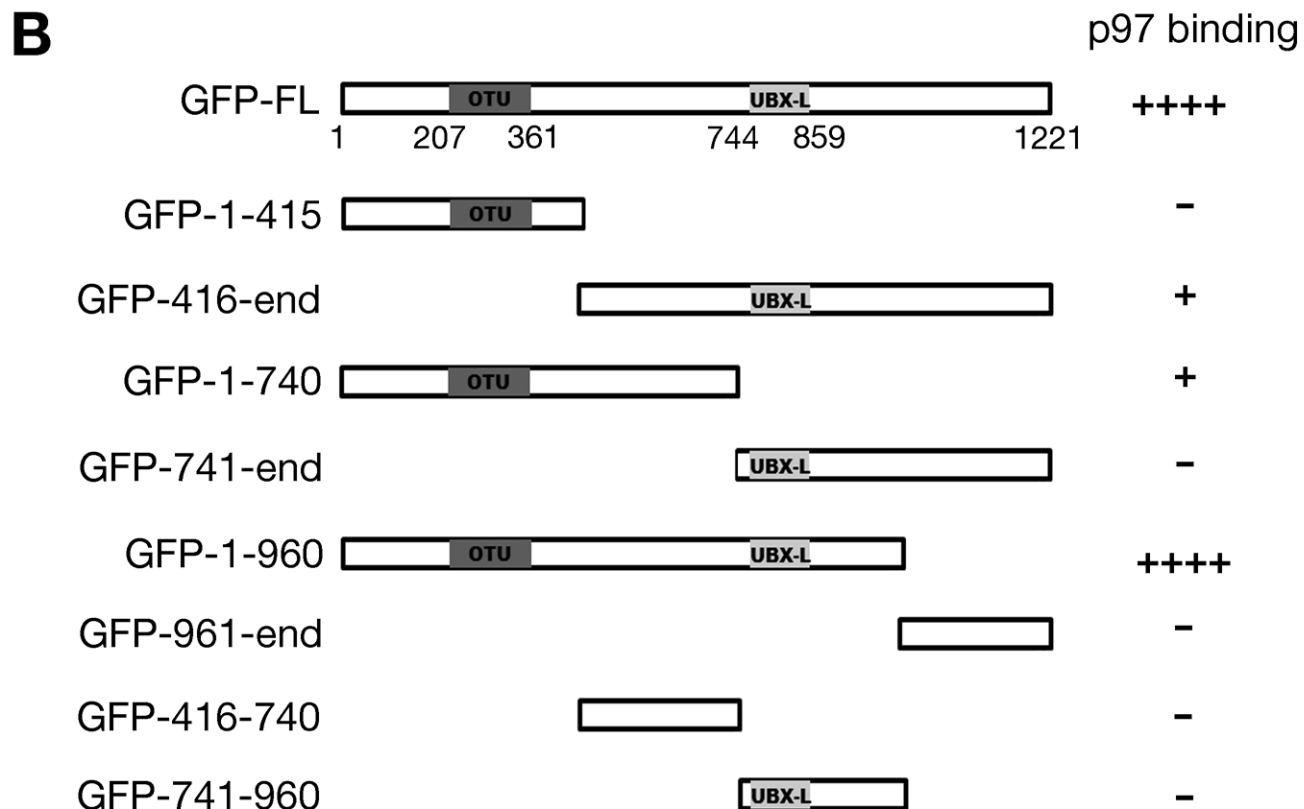 B
p97 binding
GFP-FL OTU UBX-L ++++
1 207 361 744 859 1221
GFP-1-415 OTU −
GFP-416-end UBX-L +
GFP-1-740 OTU +
GFP-741-end UBX-L −
GFP-1-960 OTU UBX-L ++++
GFP-961-end −
GFP-416-740 −
GFP-741-960 UBX-L −